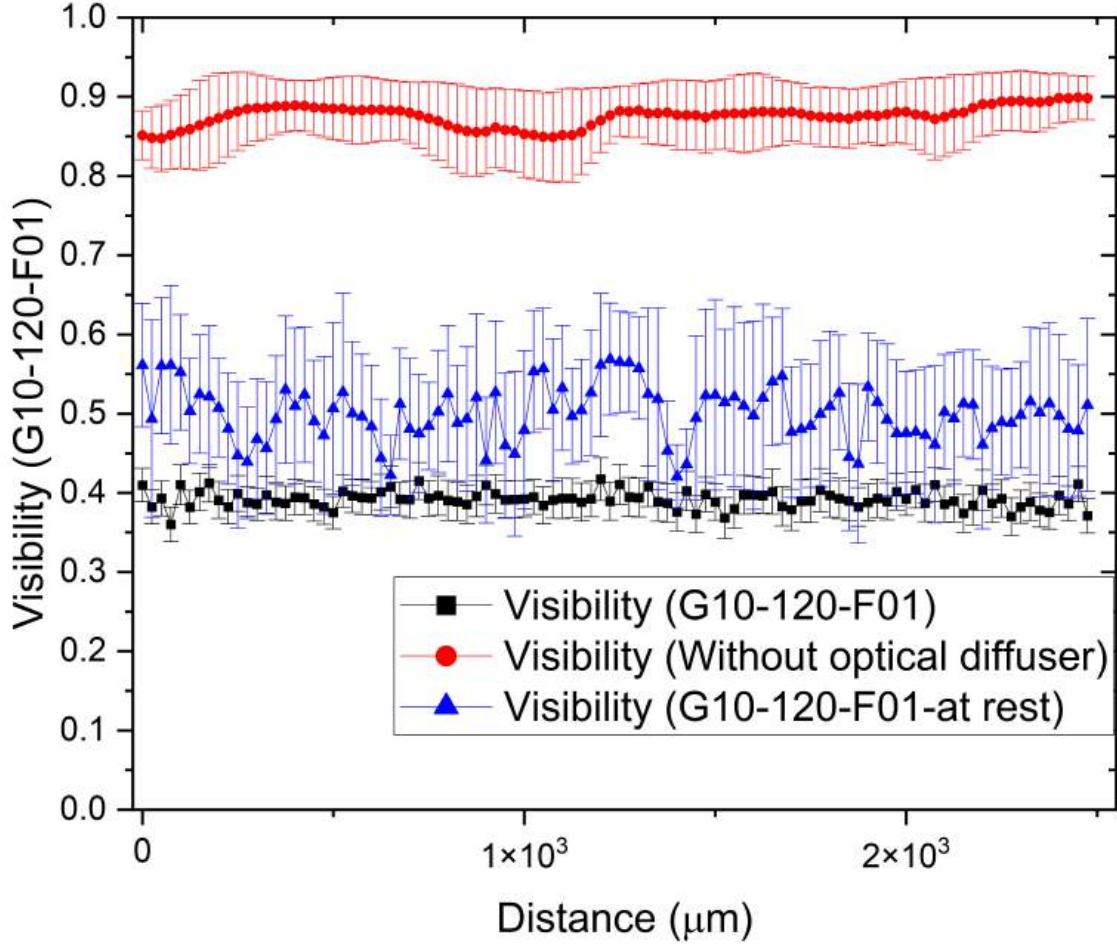 Visibility (G10-120-F01)
1.0
0.9
0.8
0.7
0.6
0.5
0.4
0.3
0.2
0.1
0.0
Visibility (G10-120-F01)
Visibility (Without optical diffuser)
Visibility (G10-120-F01-at rest)
0
1×10³
2×10³
Distance (μm)